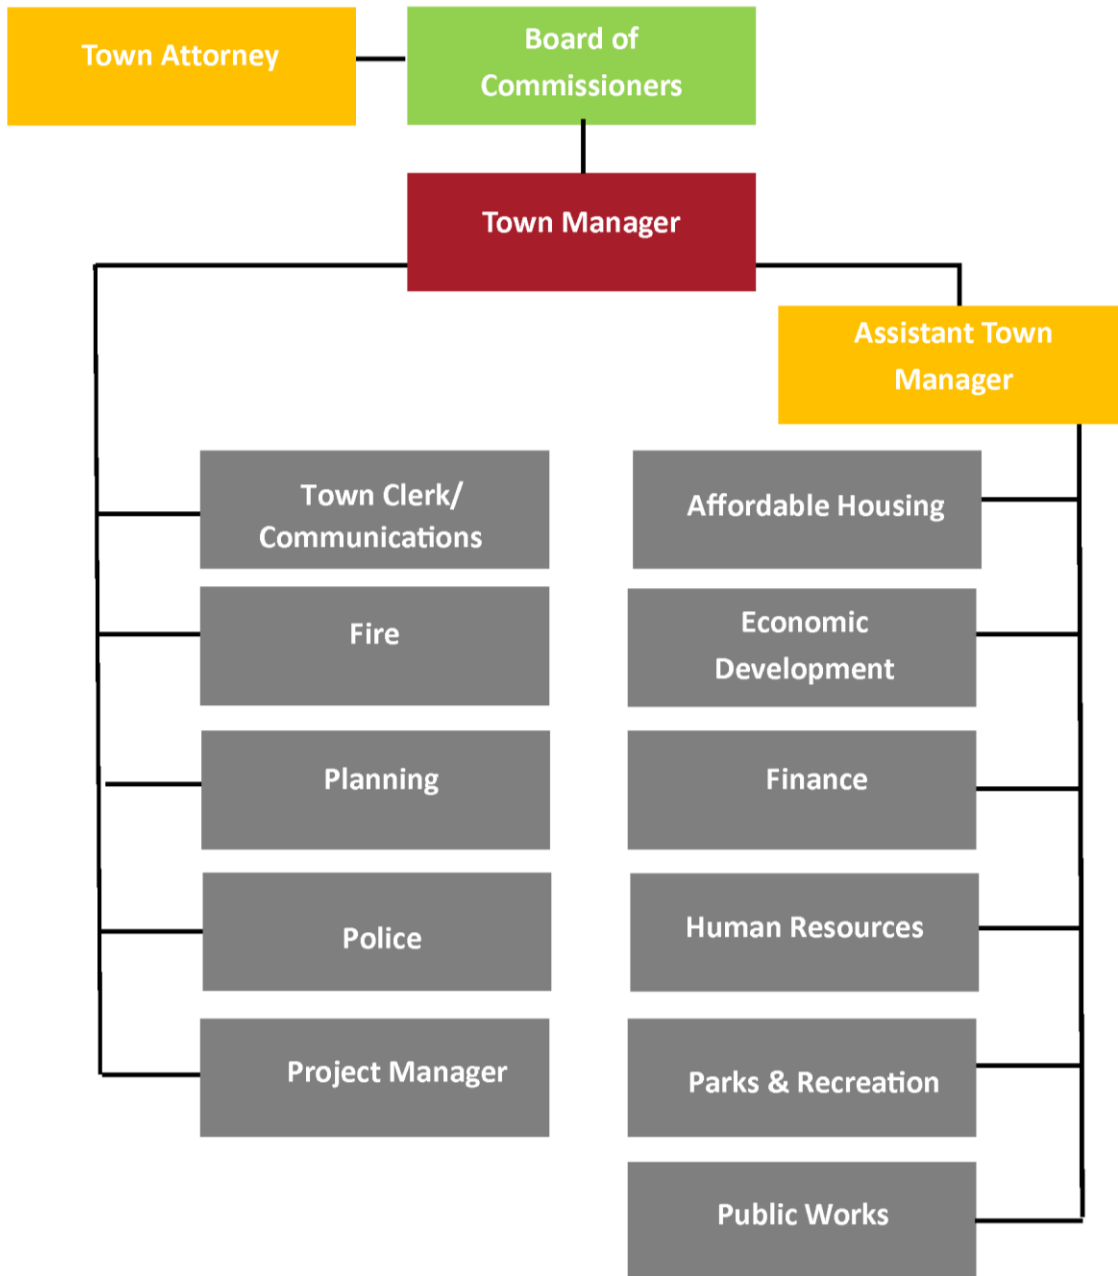 Town Attorney
Board of
Commissioners
Town Manager
Assistant Town
Manager
Town Clerk/
Communications
Fire
Planning
Police
Project Manager
Affordable Housing
Economic
Development
Finance
Human Resources
Parks & Recreation
Public Works